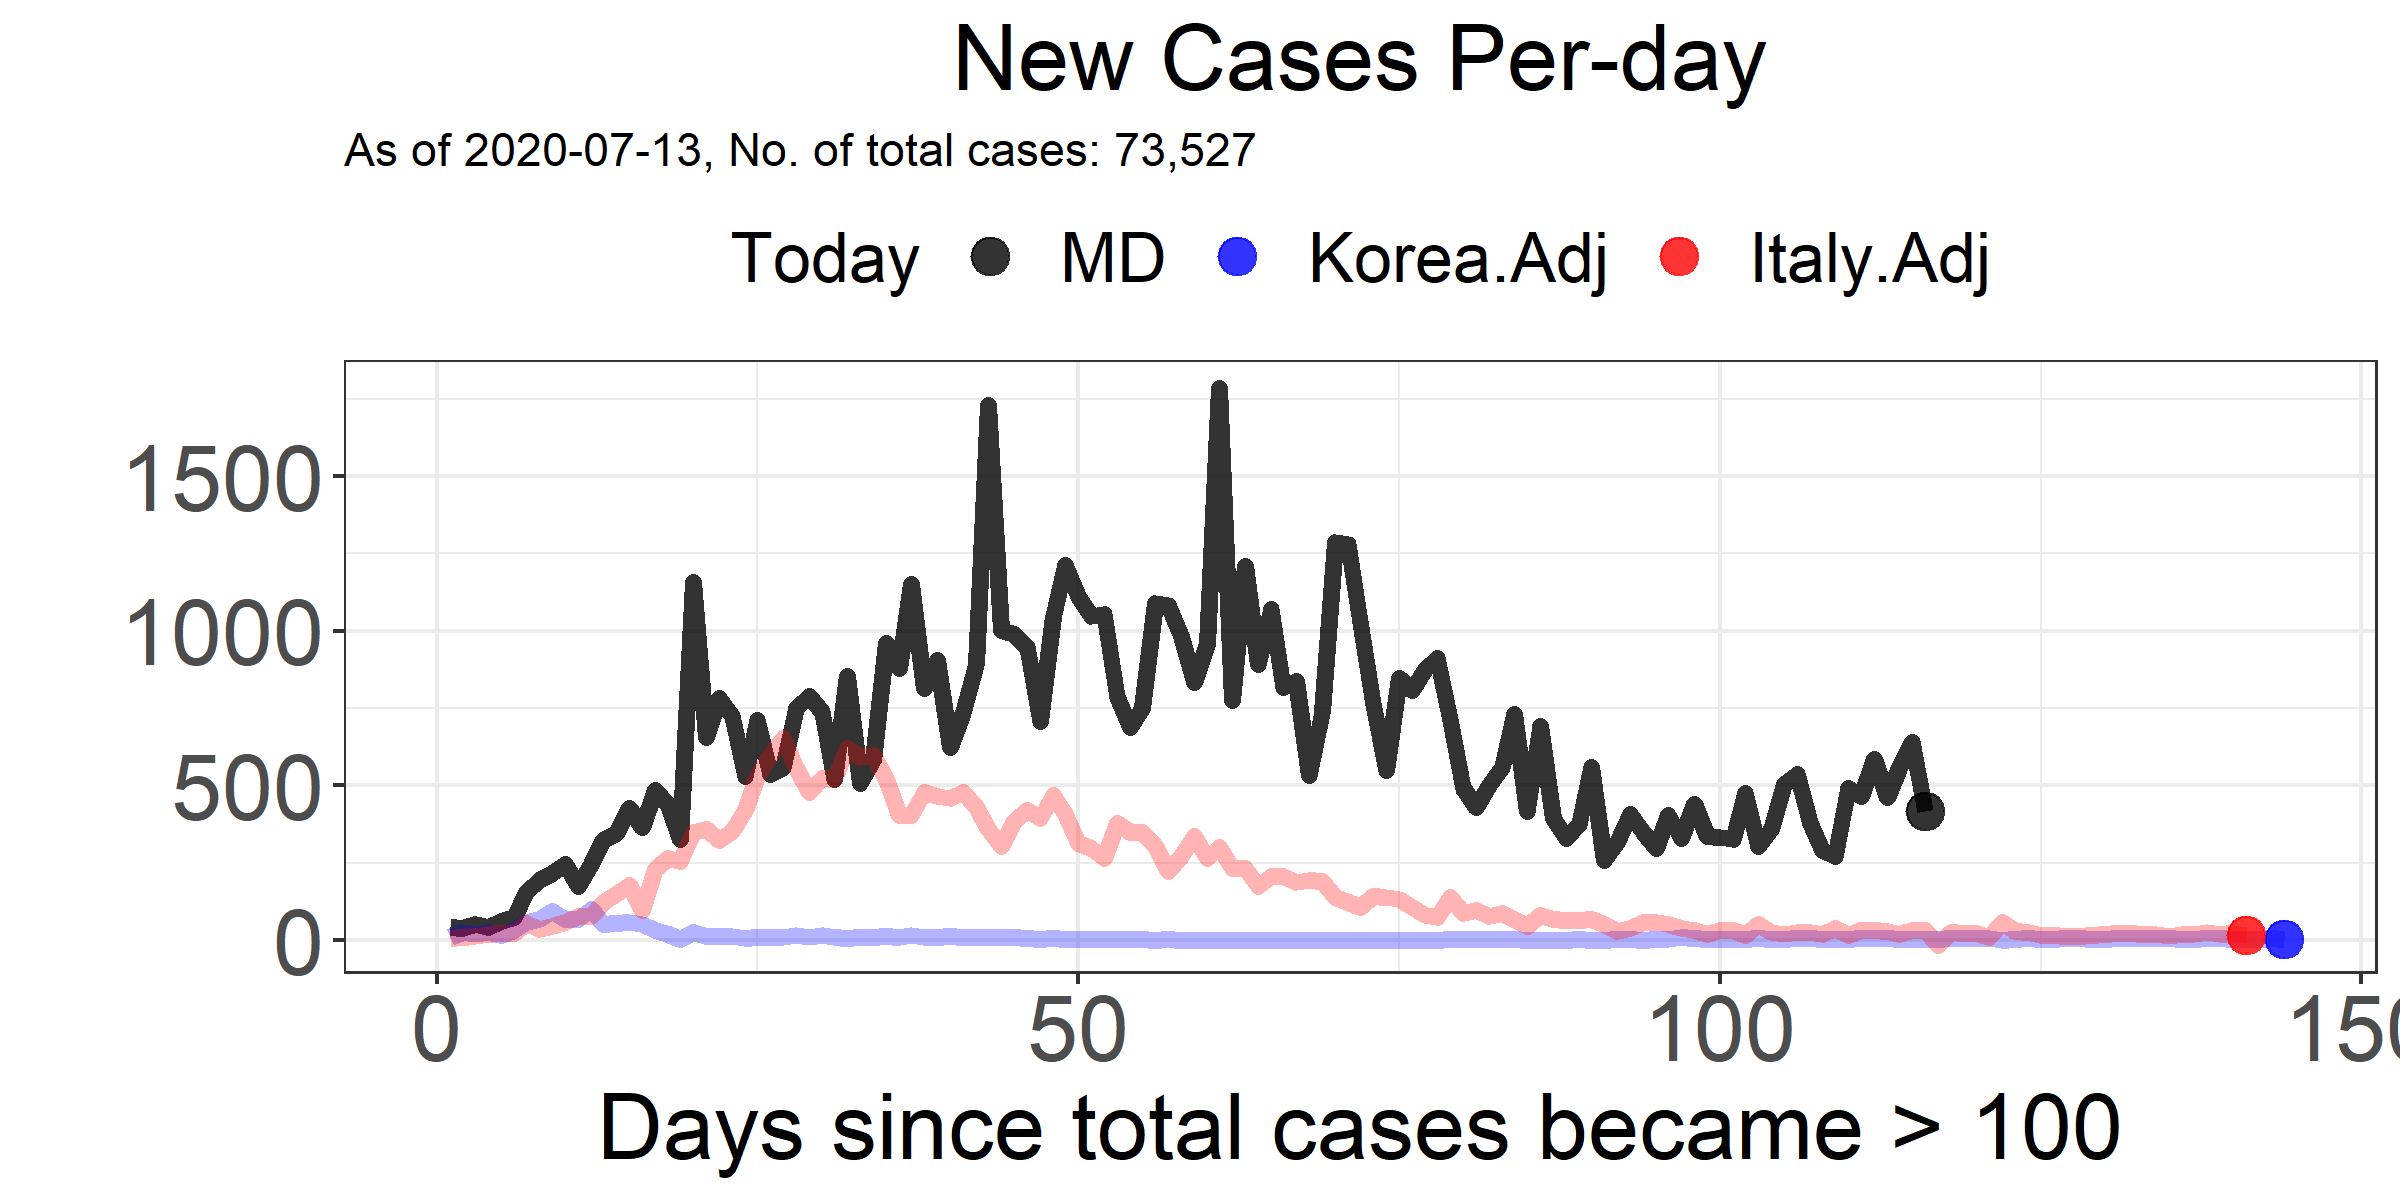 New Cases Per-day
As of 2020-07-13, No. of total cases: 73,527
Today MD Korea.Adj Italy.Adj
1500
1000
500
0
0 50 100 150
Days since total cases became > 100